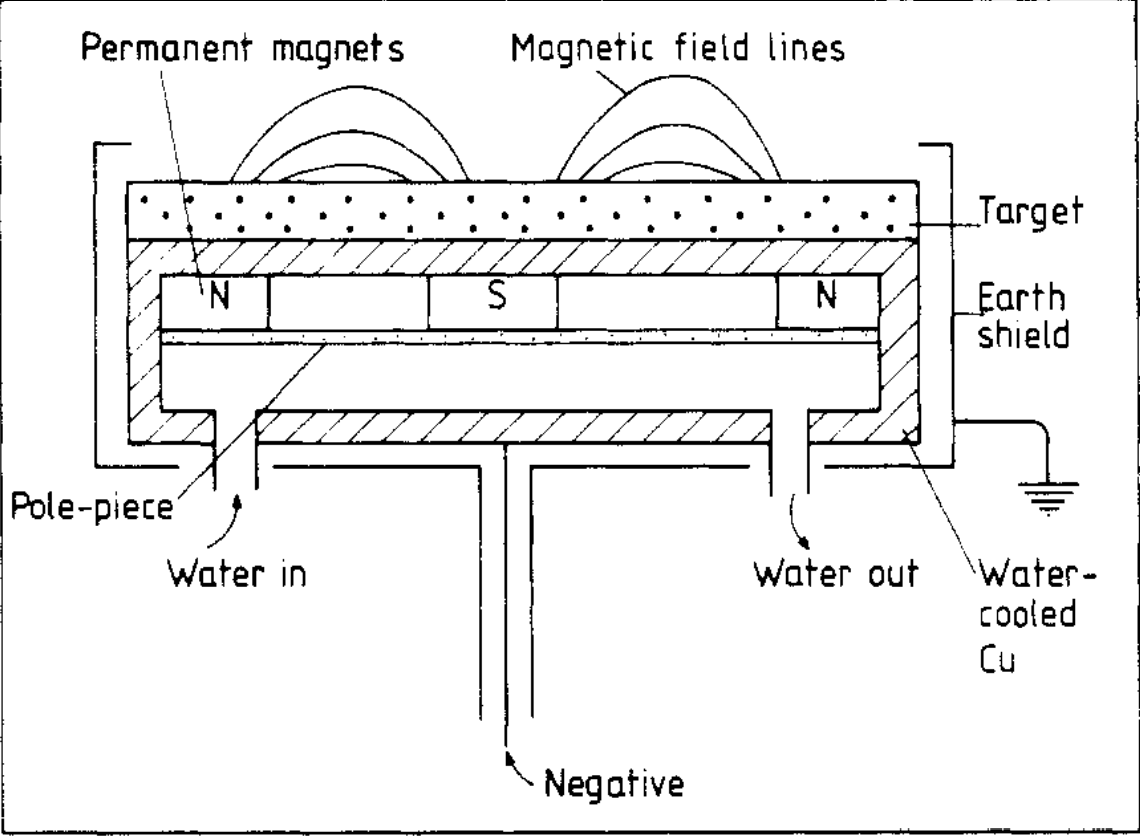 Permanent magnets
Magnetic field lines
Target
N
S
N
Earth
shield
Pole-piece
Water in
Water out
Water-
cooled
Cu
Negative